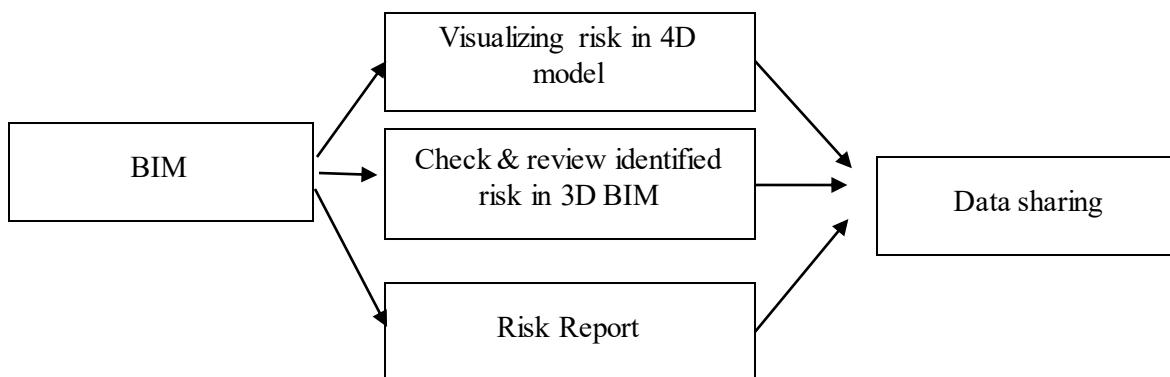 Visualizing risk in 4D
model
BIM
Check & review identified
risk in 3D BIM
Data sharing
Risk Report